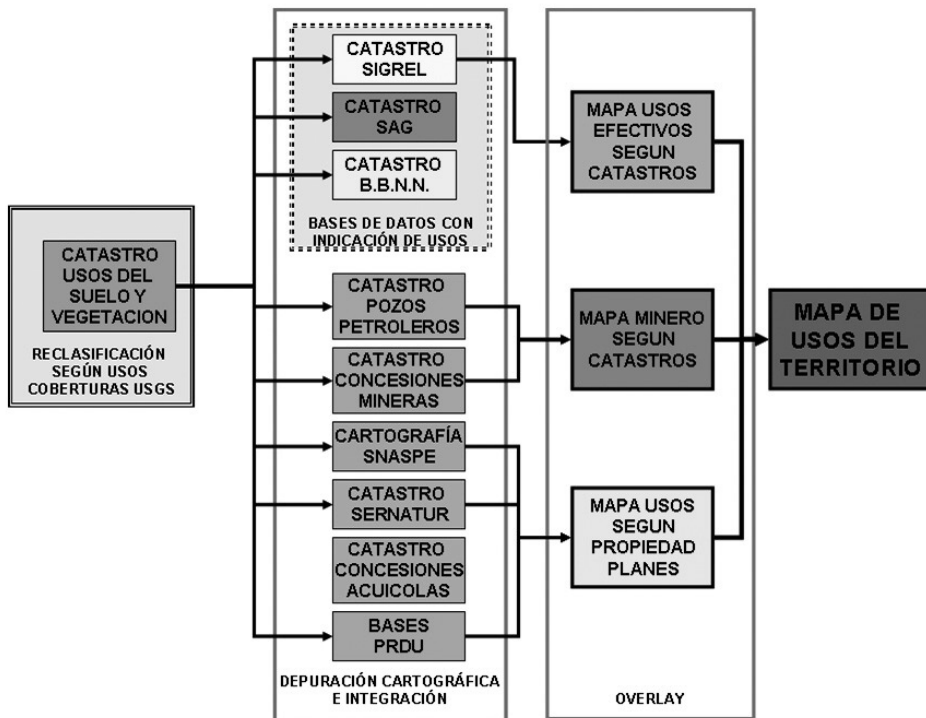 CATASTRO
SIGREL
CATASTRO
SAG
CATASTRO
B.B.N.N.
BASES DE DATOS CON
INDICACIÓN DE USOS
CATASTRO
USOS DEL
SUELO Y
VEGETACION
RECLASIFICACIÓN
SEGÚN USOS
COBERTURAS USGS
CATASTRO
POZOS
PETROLEROS
CATASTRO
CONCESIONES
MINERAS
CARTOGRAFÍA
SNASPE
CATASTRO
SERNATUR
CATASTRO
CONCESIONES
ACUICOLAS
BASES
PRDU
DEPURACIÓN CARTOGRÁFICA
E INTEGRACIÓN
MAPA USOS
EFECTIVOS
SEGUN
CATASTROS
MAPA MINERO
SEGUN
CATASTROS
MAPA USOS
SEGUN
PROPIEDAD
PLANES
OVERLAY
MAPA DE
USOS DEL
TERRITORIO